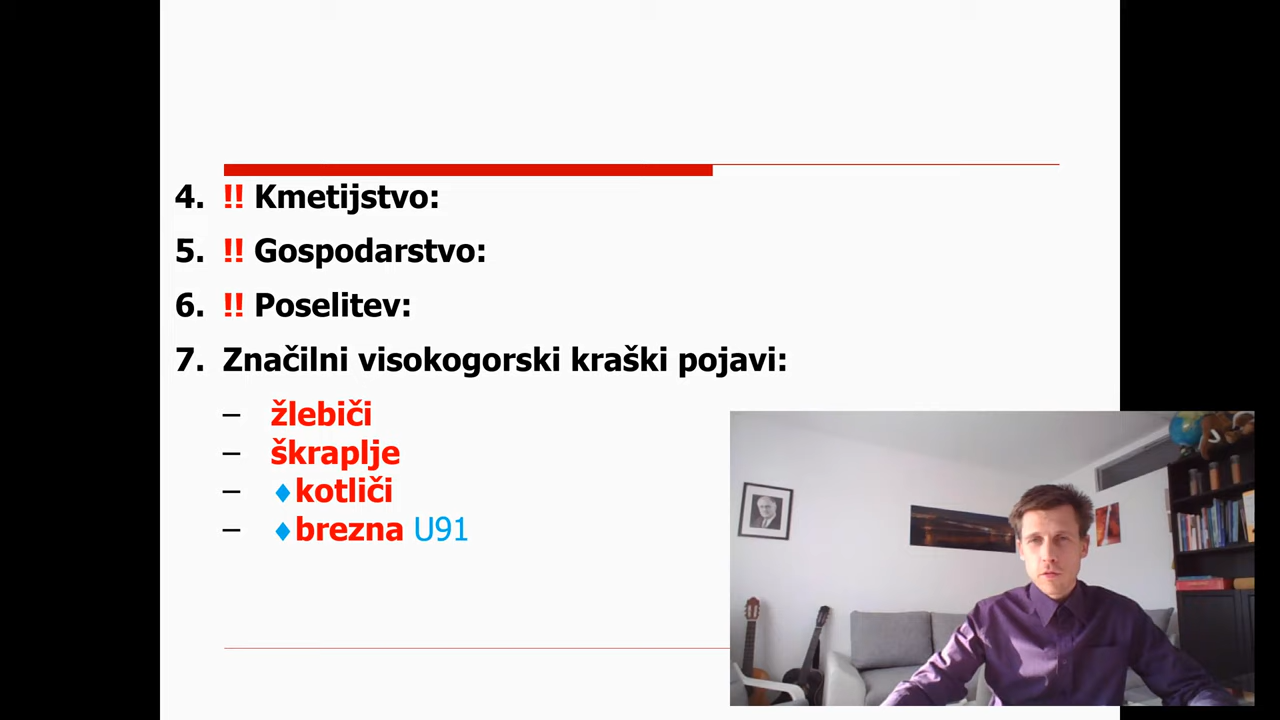 4. !! Kmetijstvo:
5. !! Gospodarstvo:
6. !! Poselitev:
7. Značilni visokogorski kraški pojavi:
– žlebiči
– škraplje
– ♦kotliči
– ♦brezna U91